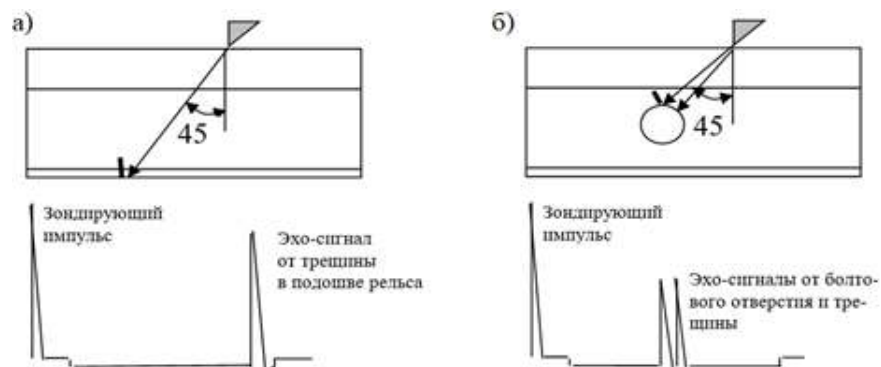 а)
45
Зондирующий
импульс
Эхо-сигнал
от трещины
в подошве рельса
б)
45
Зондирующий
импульс
Эхо-сигналы от болто-
вого отверстия и тре-
щины